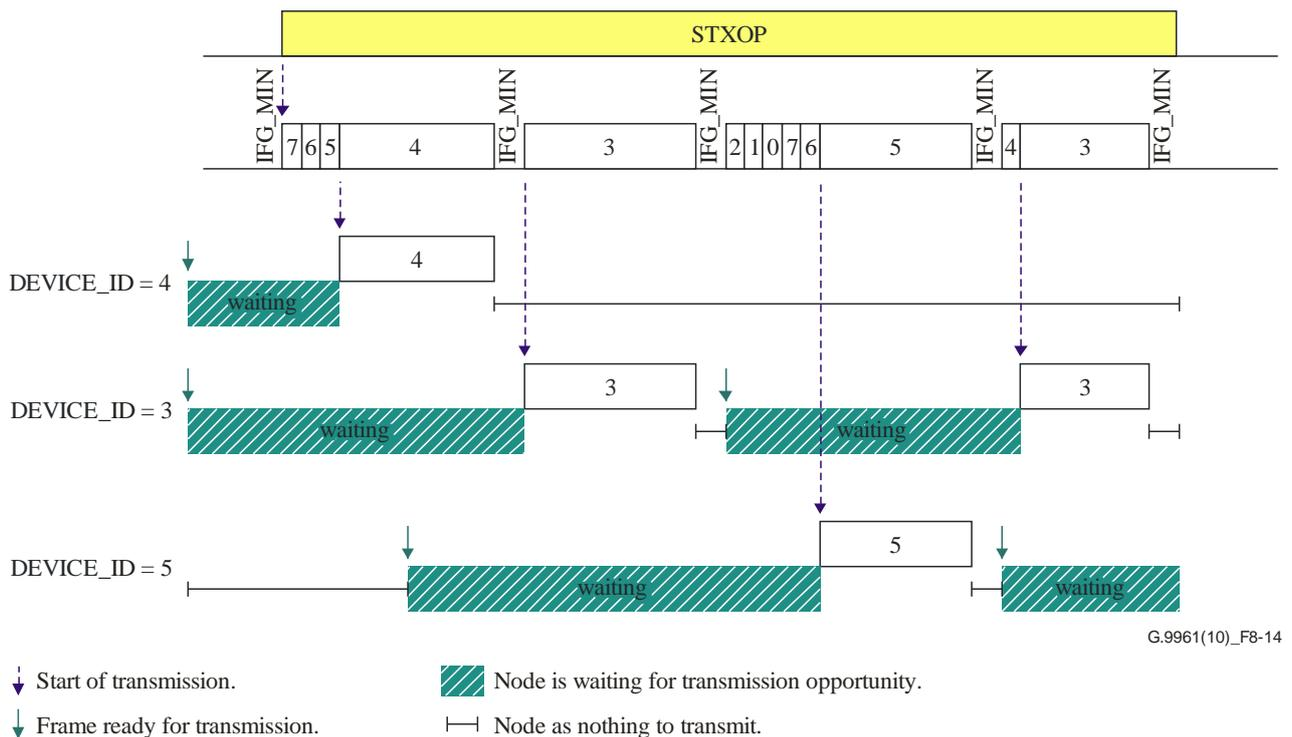 STXOP
IFG_MIN
IFG_MIN
IFG_MIN
IFG_MIN
IFG_MIN
7 6 5 4 3 2 1 0 7 6 5 4 3
4
DEVICE_ID = 4
waiting
3 3
DEVICE_ID = 3
waiting waiting
5
DEVICE_ID = 5
waiting waiting
G.9961(10)_F8-14
Start of transmission. Node is waiting for transmission opportunity.
Frame ready for transmission. Node as nothing to transmit.